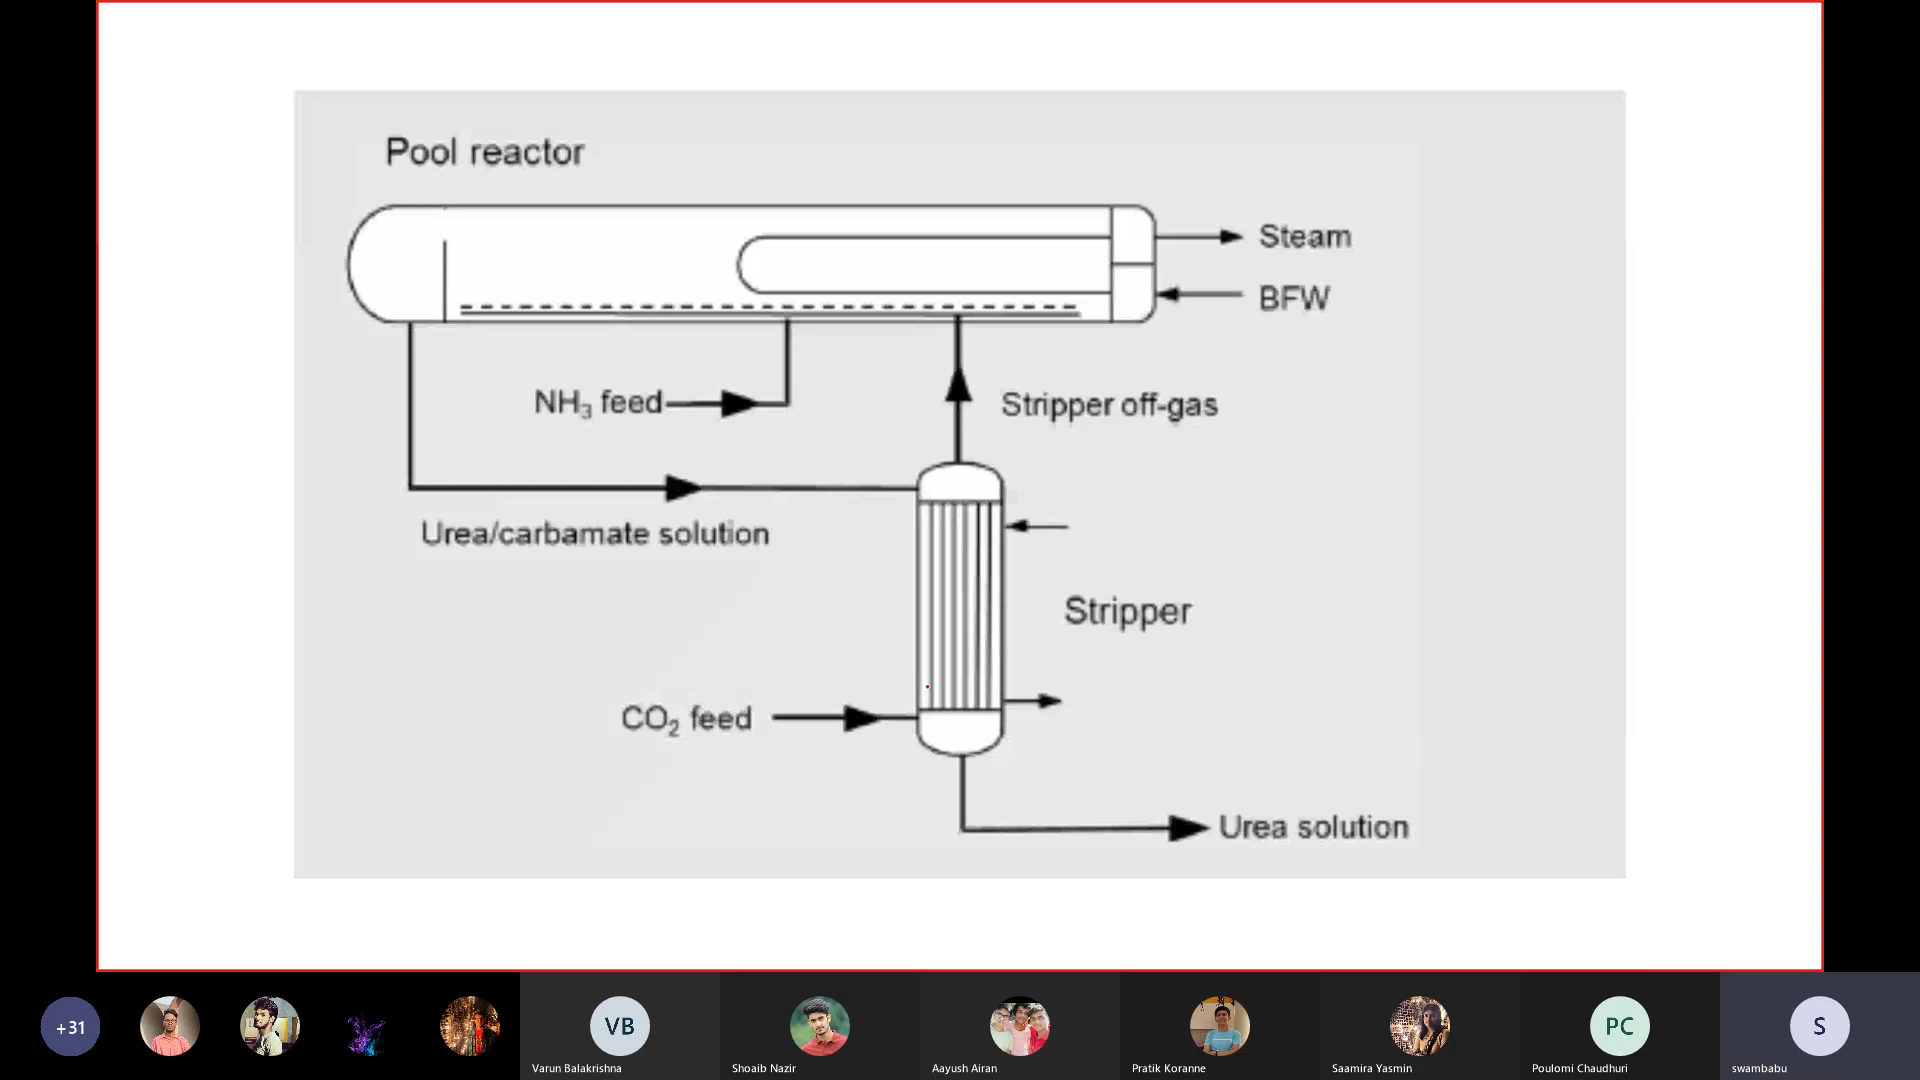 Pool reactor
Steam
BFW
NH₃ feed
Stripper off-gas
Urea/carbamate solution
Stripper
CO₂ feed
Urea solution
+31
VB
PC
S
Varun Balakrishna
Shoaib Nazir
Aayush Airan
Pratik Koranne
Saamira Yasmin
Poulomi Chaudhuri
swambabu